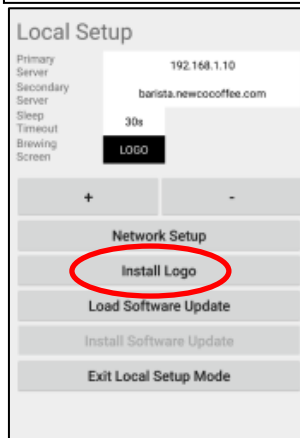 Local Setup
Primary
Server
192.168.1.10
Secondary
Server
barista.newcocoffee.com
Sleep
Timeout
30s
Brewing
Screen
LOGO
+ -
Network Setup
Install Logo
Load Software Update
Install Software Update
Exit Local Setup Mode